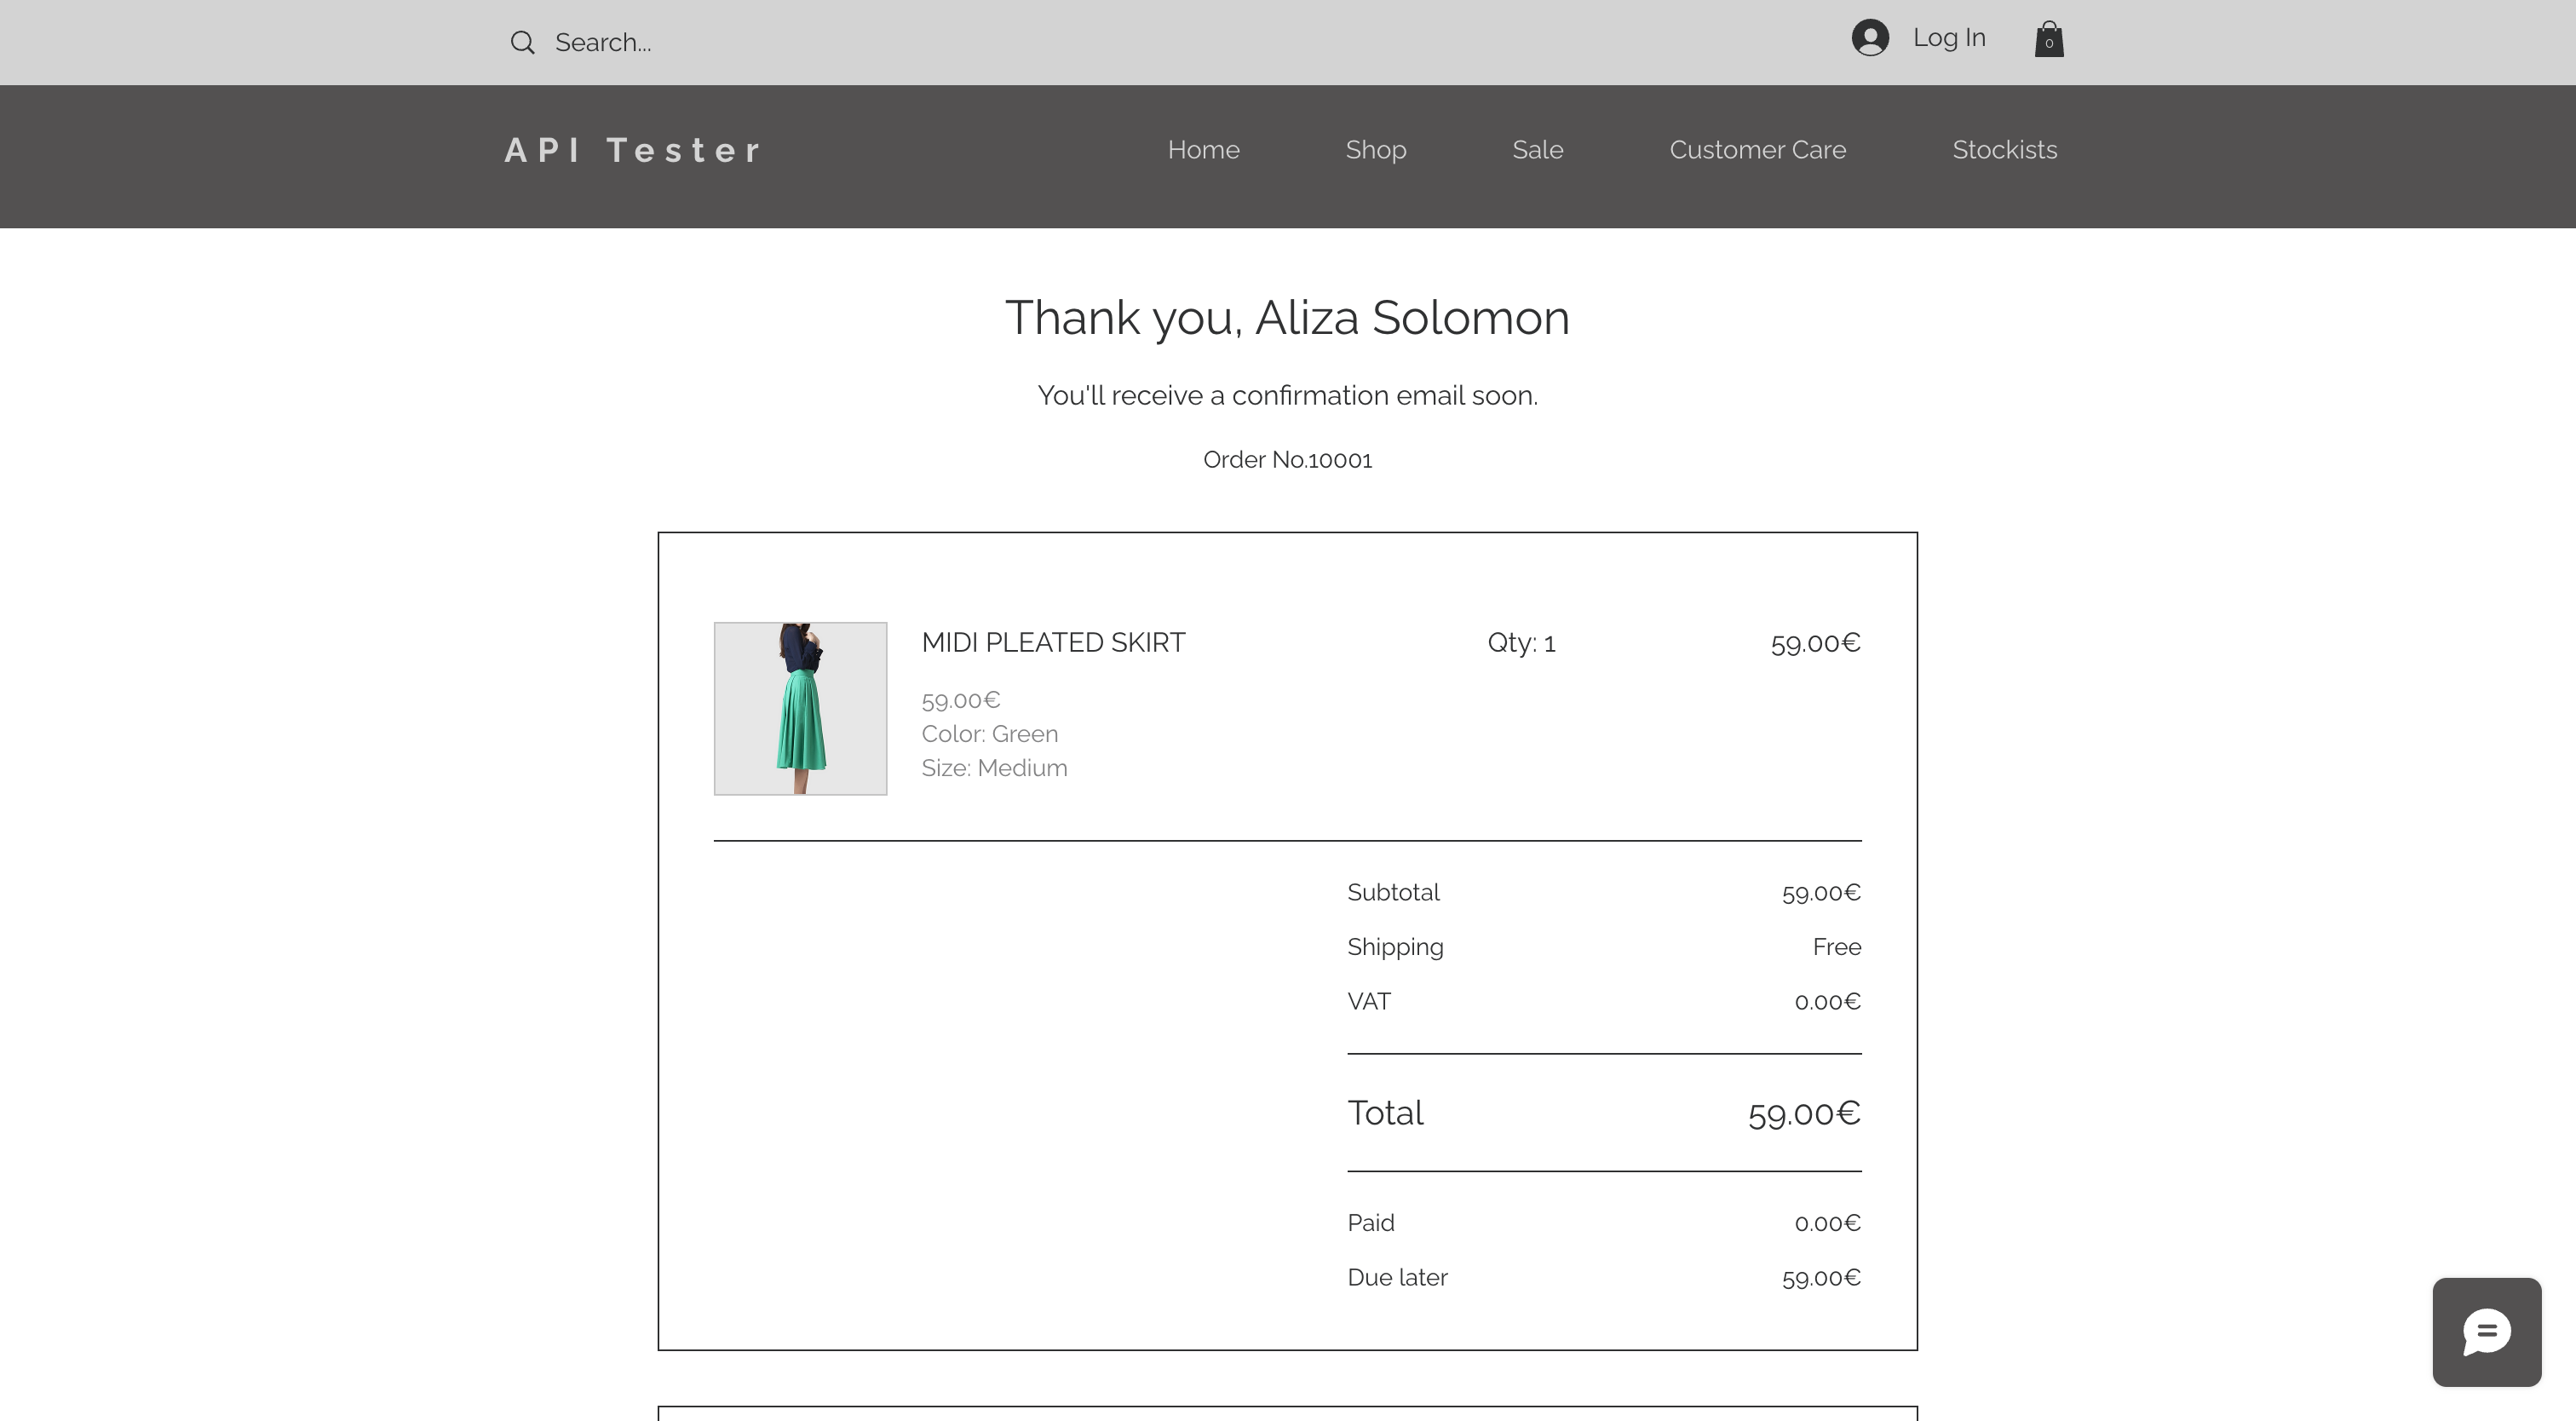 Search...
Log In
0
API Tester
Home Shop Sale Customer Care Stockists
Thank you, Aliza Solomon
You'll receive a confirmation email soon.
Order No.10001
MIDI PLEATED SKIRT Qty: 1 59.00€
59.00€
Color: Green
Size: Medium
Subtotal 59.00€
Shipping Free
VAT 0.00€
Total 59.00€
Paid 0.00€
Due later 59.00€